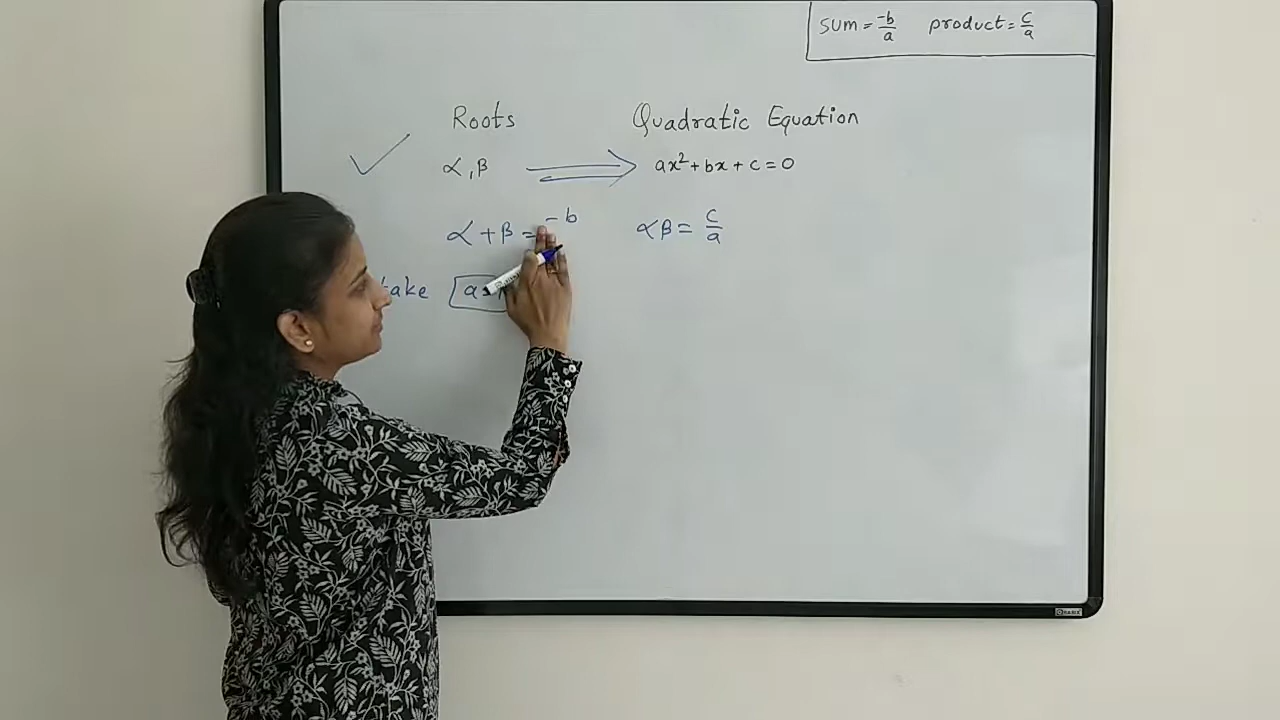 sum = -b/a product = c/a
Roots Quadratic Equation
α, β ⟹ ax² + bx + c = 0
α + β = -b αβ = c/a
take a =